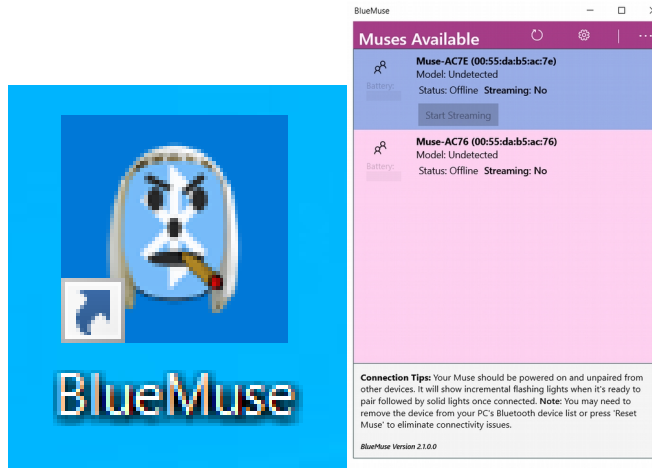 BlueMuse
BlueMuse
Muses Available
Muse-AC7E (00:55:da:b5:ac:7e)
Model: Undetected
Battery:
Status: Offline Streaming: No
Start Streaming
Muse-AC76 (00:55:da:b5:ac:76)
Model: Undetected
Battery:
Status: Offline Streaming: No
Connection Tips: Your Muse should be powered on and unpaired from
other devices. It will show incremental flashing lights when it's ready to
pair followed by solid lights once connected. Note: You may need to
remove the device from your PC's Bluetooth device list or press 'Reset
Muse' to eliminate connectivity issues.
BlueMuse Version 2.1.0.0